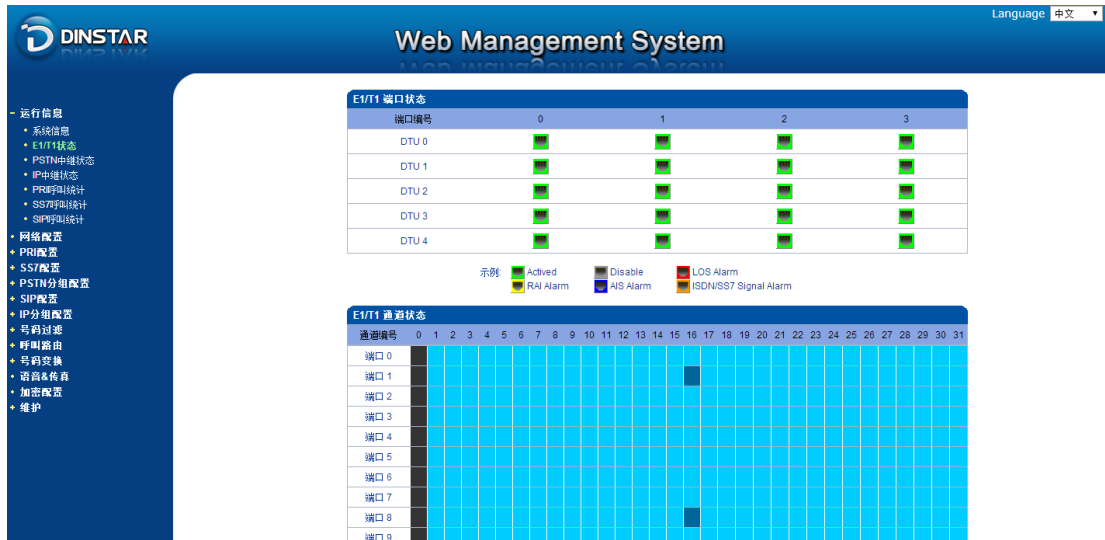 Language 中文
DINSTAR
Web Management System
- 运行信息
• 系统信息
• E1/T1状态
• PSTN中继状态
• IP中继状态
• PRI呼叫统计
• SS7呼叫统计
• SIP呼叫统计
• 网络配置
+ PRI配置
+ SS7配置
+ PSTN分组配置
+ SIP配置
+ IP分组配置
+ 号码过滤
+ 呼叫路由
+ 号码变换
• 语音&传真
• 加密配置
+ 维护
E1/T1 端口状态
端口编号 0 1 2 3
DTU 0
DTU 1
DTU 2
DTU 3
DTU 4
示例: Actived Disable LOS Alarm
RAI Alarm AIS Alarm ISDN/SS7 Signal Alarm
E1/T1 通道状态
通道编号 0 1 2 3 4 5 6 7 8 9 10 11 12 13 14 15 16 17 18 19 20 21 22 23 24 25 26 27 28 29 30 31
端口 0
端口 1
端口 2
端口 3
端口 4
端口 5
端口 6
端口 7
端口 8
端口 9